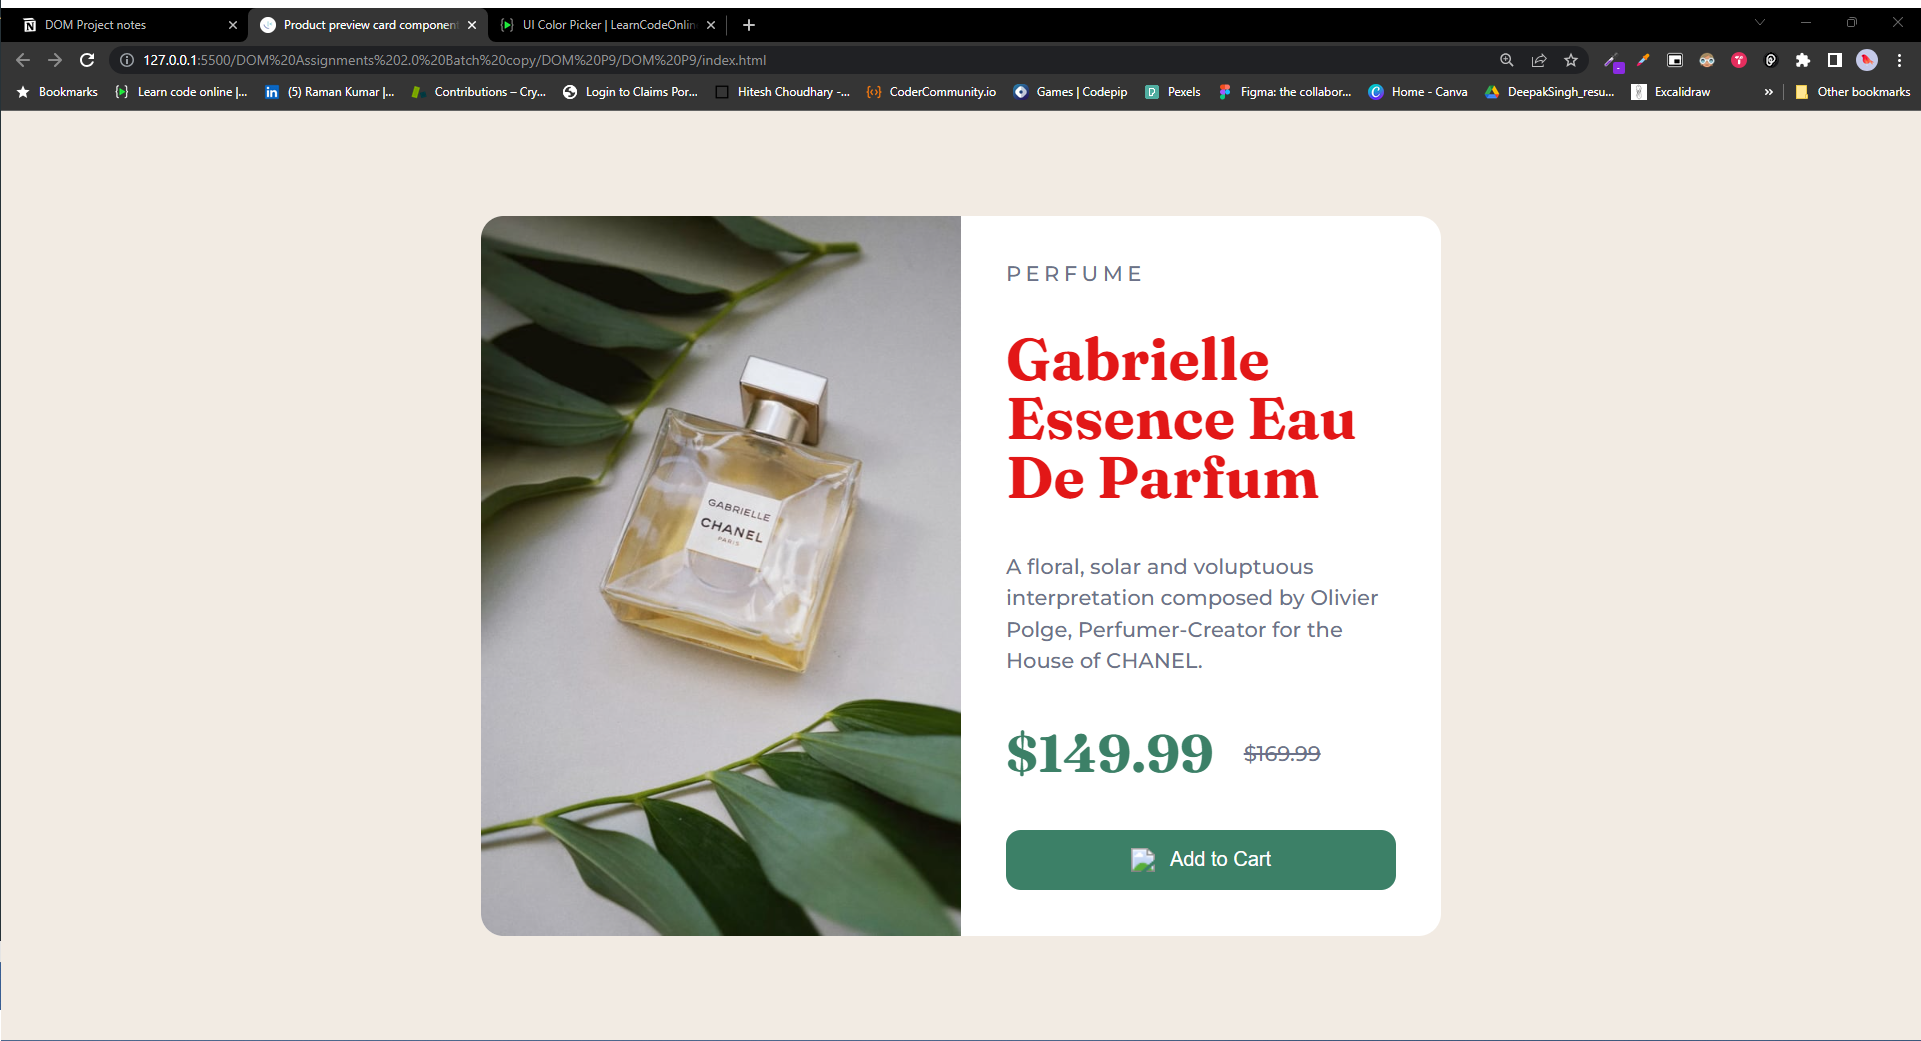 DOM Project notes
Product preview card component
UI Color Picker | LearnCodeOnlin
127.0.0.1:5500/DOM%20Assignments%202.0%20Batch%20copy/DOM%20P9/DOM%20P9/index.html
Bookmarks Learn code online |... (5) Raman Kumar |... Contributions – Cry... Login to Claims Por... Hitesh Choudhary -... CoderCommunity.io Games | Codepip Pexels Figma: the collabor... Home - Canva DeepakSingh_resu... Excalidraw » Other bookmarks
GABRIELLE
CHANEL
PARIS
PERFUME
Gabrielle
Essence Eau
De Parfum
A floral, solar and voluptuous
interpretation composed by Olivier
Polge, Perfumer-Creator for the
House of CHANEL.
$149.99 $169.99
Add to Cart